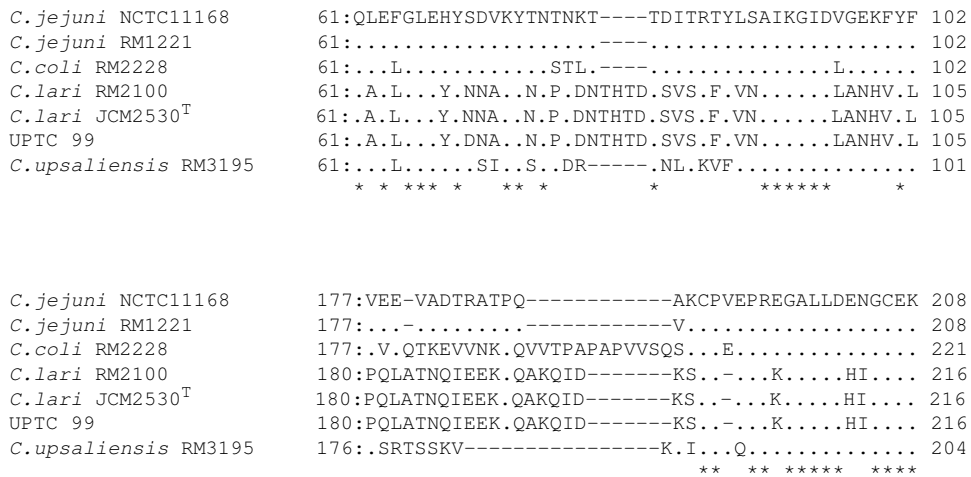 C.jejuni NCTC11168 61:QLEFGLEHYSDVKYTNTNKT----TDITRTYLSAIKGIDVGEKFYF 102
C.jejuni RM1221 61:....................----...................... 102
C.coli RM2228 61:...L............STL.----...............L...... 102
C.lari RM2100 61:.A.L...Y.NNA..N.P.DNTHTD.SVS.F.VN......LANHV.L 105
C.lari JCM2530T 61:.A.L...Y.NNA..N.P.DNTHTD.SVS.F.VN......LANHV.L 105
UPTC 99 61:.A.L...Y.DNA..N.P.DNTHTD.SVS.F.VN......LANHV.L 105
C.upsaliensis RM3195 61:...L......SI..S..DR-----.NL.KVF............... 101
* * *** * ** * * ****** *
C.jejuni NCTC11168 177:VEE-VADTRATPQ------------AKCPVEPREGALLDENGCEK 208
C.jejuni RM1221 177:...-.........------------V................... 208
C.coli RM2228 177:.V.QTKEVVNK.QVVTPAPAPVVSQS...E............... 221
C.lari RM2100 180:PQLATNQIEEK.QAKQID-------KS..-...K.....HI.... 216
C.lari JCM2530T 180:PQLATNQIEEK.QAKQID-------KS..-...K.....HI.... 216
UPTC 99 180:PQLATNQIEEK.QAKQID-------KS..-...K.....HI.... 216
C.upsaliensis RM3195 176:.SRTSSKV----------------K.I...Q.............. 204
** ** ***** ****